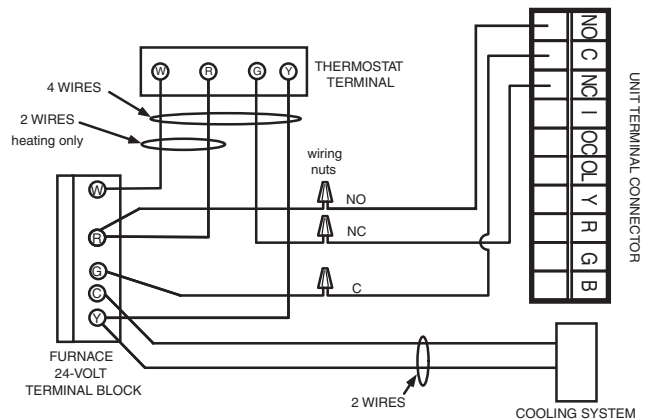 THERMOSTAT
TERMINAL
W R G Y
4 WIRES
2 WIRES
heating only
wiring
nuts
NO
NC
C
W
R
G
C
Y
FURNACE
24-VOLT
TERMINAL BLOCK
2 WIRES
COOLING SYSTEM
NO
C
NC
I
OC
OL
Y
R
G
B
UNIT TERMINAL CONNECTOR